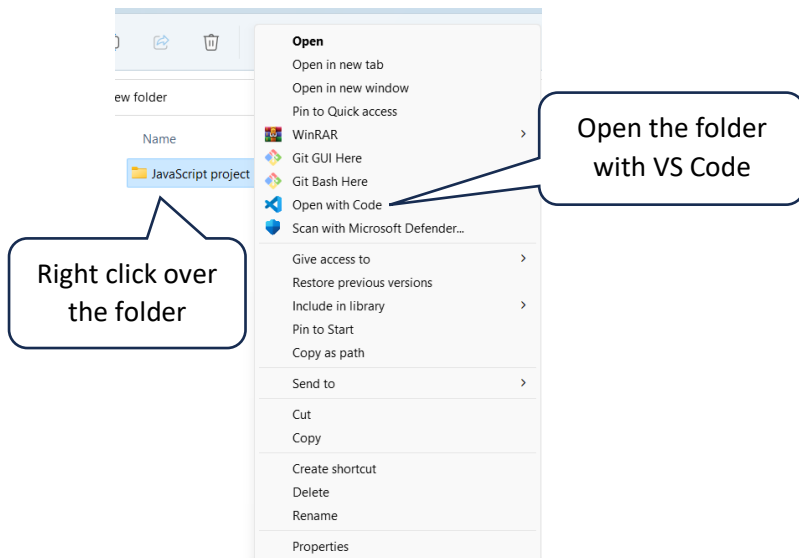 ew folder
Name
JavaScript project
Right click over
the folder
Open
Open in new tab
Open in new window
Pin to Quick access
WinRAR
Git GUI Here
Git Bash Here
Open with Code
Scan with Microsoft Defender...
Give access to
Restore previous versions
Include in library
Pin to Start
Copy as path
Send to
Cut
Copy
Create shortcut
Delete
Rename
Properties
Open the folder
with VS Code